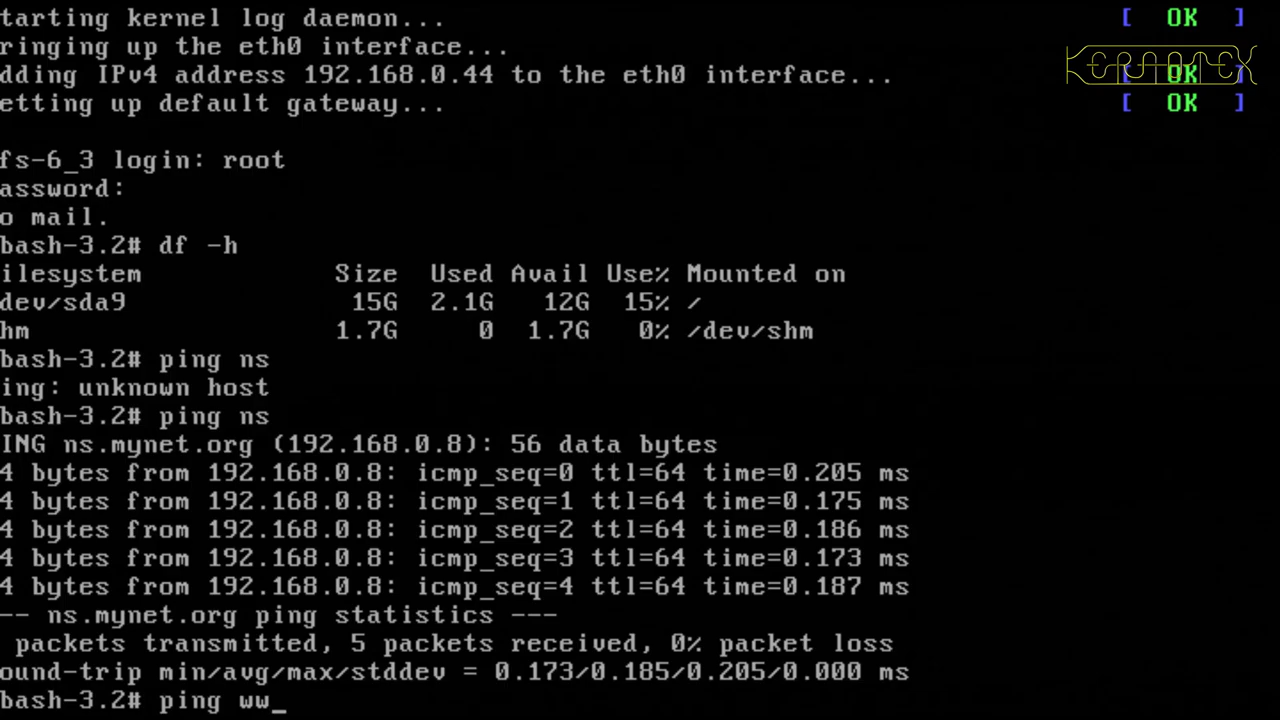 tarting kernel log daemon... [ OK ]
ringing up the eth0 interface...
dding IPv4 address 192.168.0.44 to the eth0 interface... [ OK ]
etting up default gateway... [ OK ]
fs-6_3 login: root
assword:
o mail.
bash-3.2# df -h
ilesystem Size Used Avail Use% Mounted on
dev/sda9 15G 2.1G 12G 15% /
hm 1.7G 0 1.7G 0% /dev/shm
bash-3.2# ping ns
ing: unknown host
bash-3.2# ping ns
ING ns.mynet.org (192.168.0.8): 56 data bytes
4 bytes from 192.168.0.8: icmp_seq=0 ttl=64 time=0.205 ms
4 bytes from 192.168.0.8: icmp_seq=1 ttl=64 time=0.175 ms
4 bytes from 192.168.0.8: icmp_seq=2 ttl=64 time=0.186 ms
4 bytes from 192.168.0.8: icmp_seq=3 ttl=64 time=0.173 ms
4 bytes from 192.168.0.8: icmp_seq=4 ttl=64 time=0.187 ms
-- ns.mynet.org ping statistics ---
packets transmitted, 5 packets received, 0% packet loss
ound-trip min/avg/max/stddev = 0.173/0.185/0.205/0.000 ms
bash-3.2# ping ww_